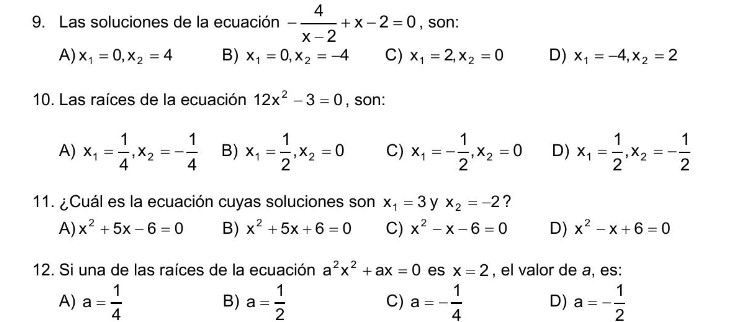 9. Las soluciones de la ecuación −4/(x−2) + x − 2 = 0, son:
A) x₁ = 0, x₂ = 4 B) x₁ = 0, x₂ = −4 C) x₁ = 2, x₂ = 0 D) x₁ = −4, x₂ = 2
10. Las raíces de la ecuación 12x² − 3 = 0, son:
A) x₁ = 1/4, x₂ = −1/4 B) x₁ = 1/2, x₂ = 0 C) x₁ = −1/2, x₂ = 0 D) x₁ = 1/2, x₂ = −1/2
11. ¿Cuál es la ecuación cuyas soluciones son x₁ = 3 y x₂ = −2?
A) x² + 5x − 6 = 0 B) x² + 5x + 6 = 0 C) x² − x − 6 = 0 D) x² − x + 6 = 0
12. Si una de las raíces de la ecuación a²x² + ax = 0 es x = 2, el valor de a, es:
A) a = 1/4 B) a = 1/2 C) a = −1/4 D) a = −1/2